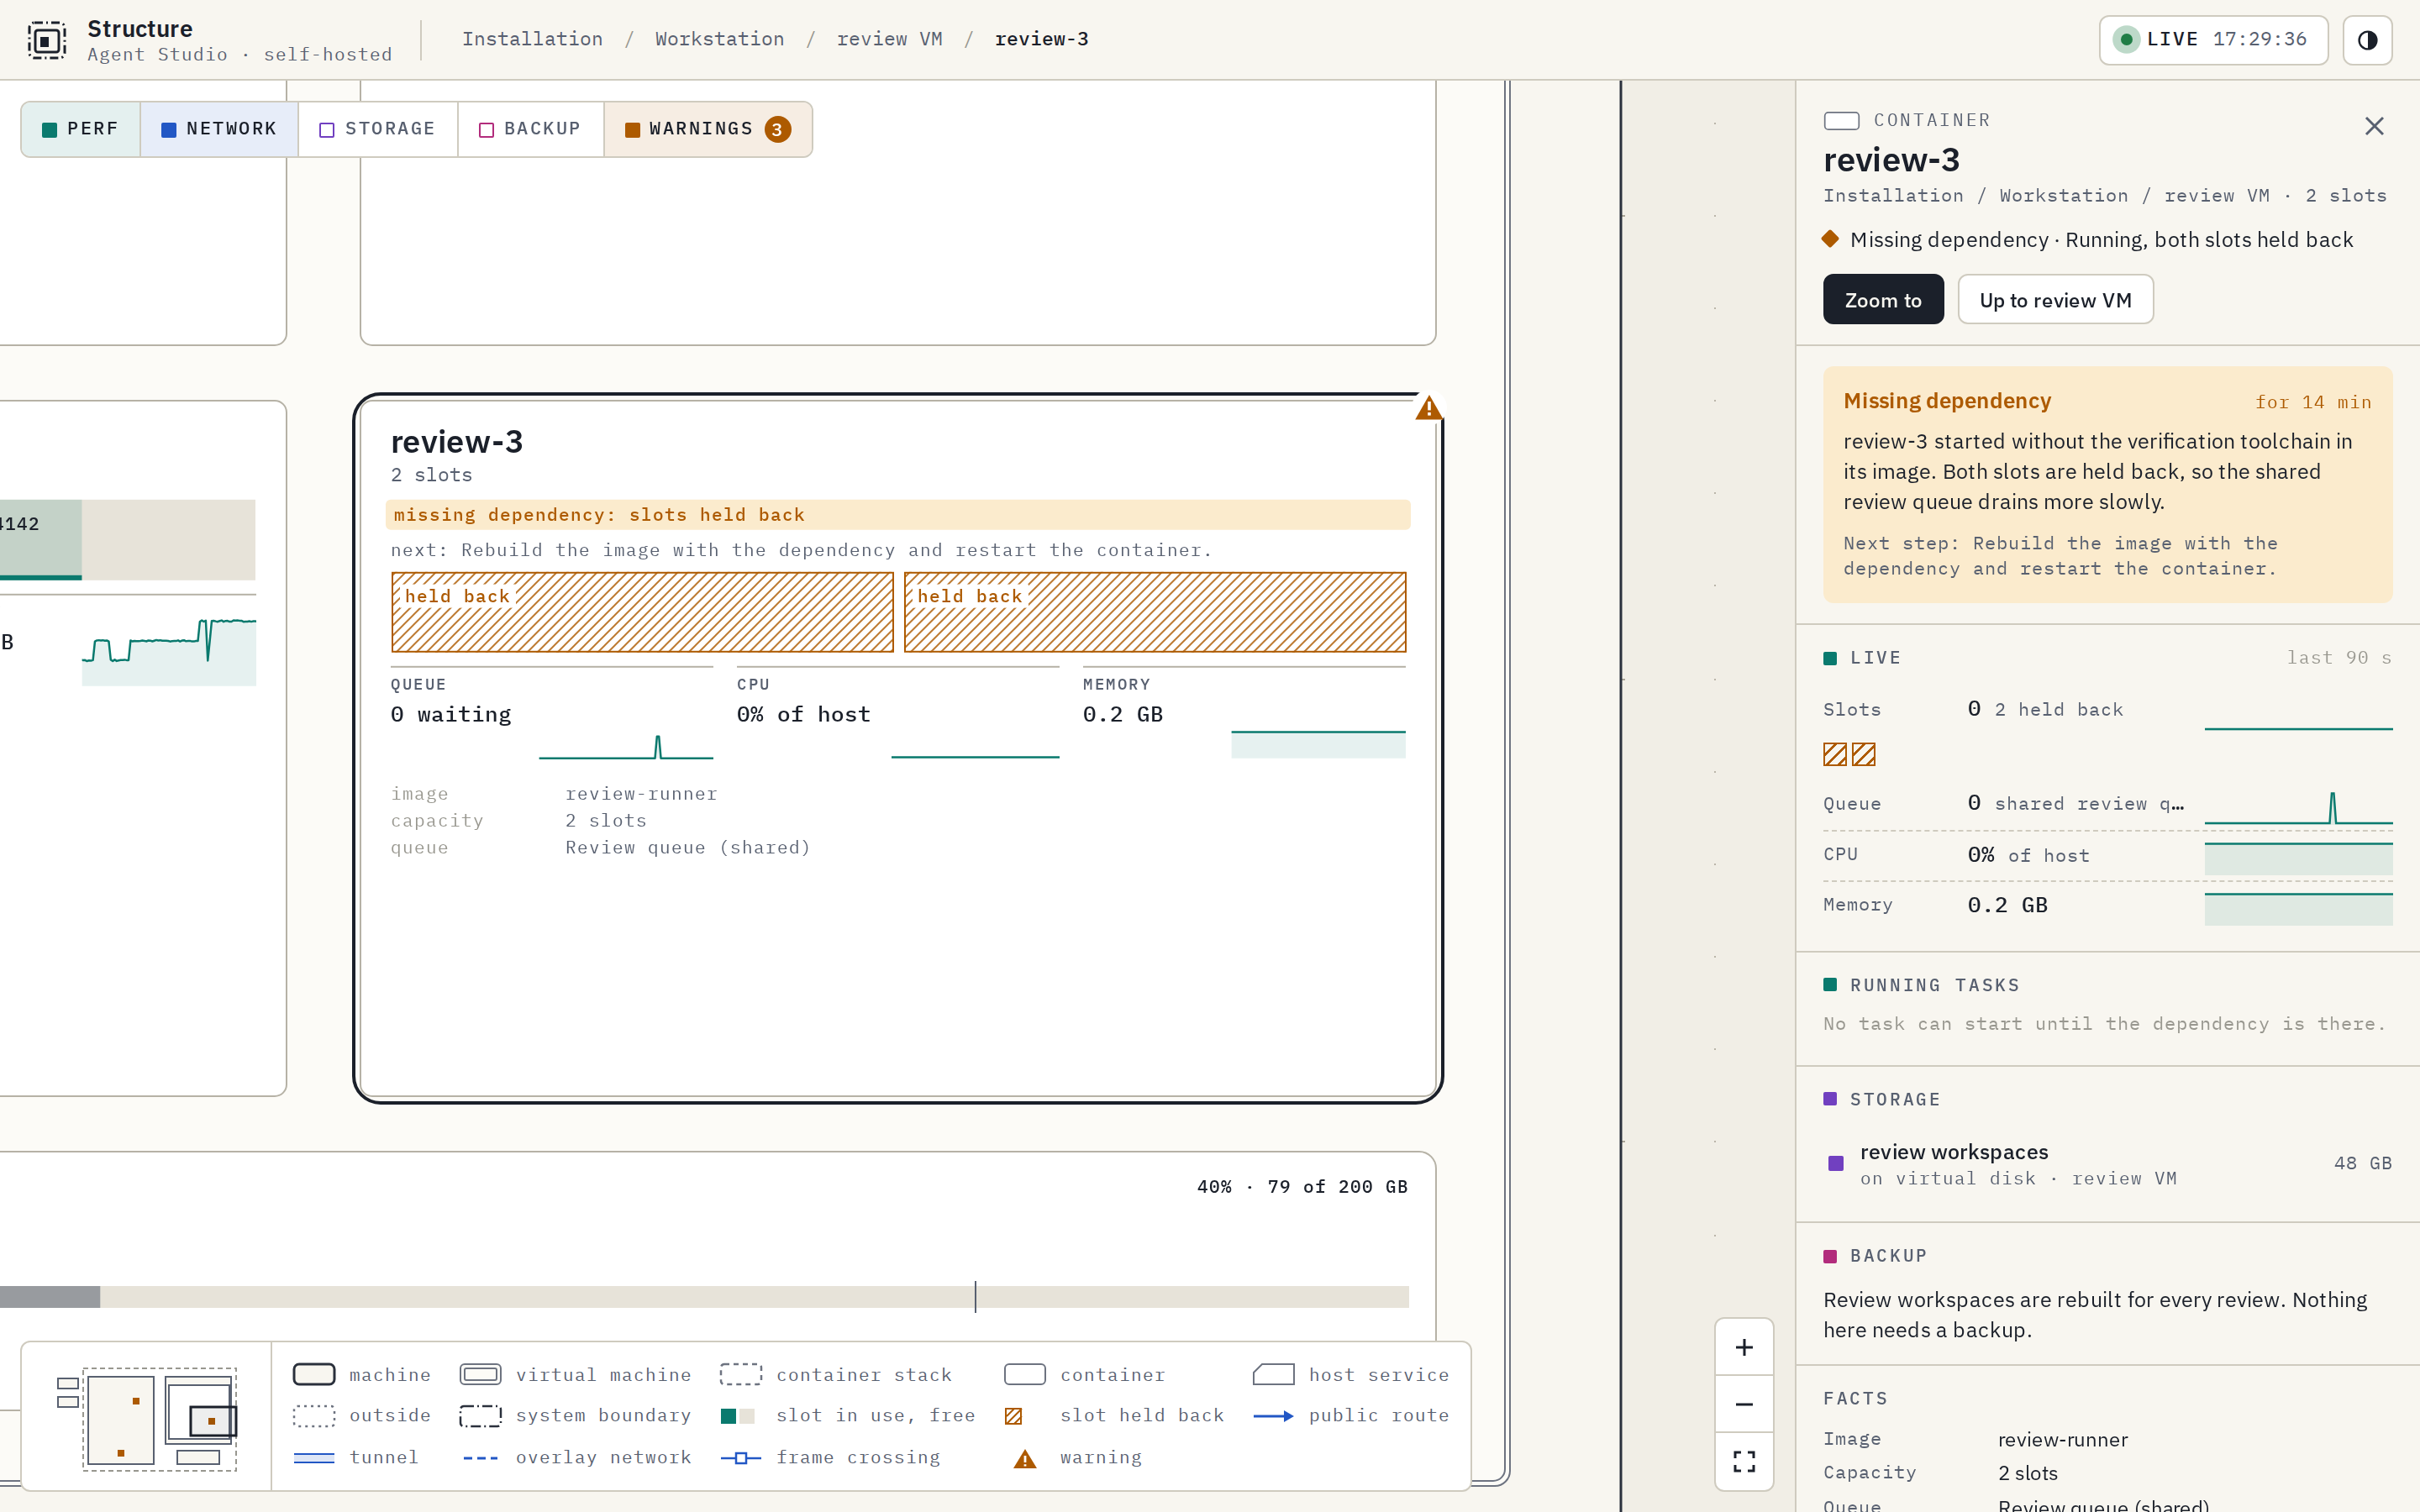 Structure
Agent Studio · self-hosted
Installation / Workstation / review VM / review-3
LIVE 17:29:36
PERF
NETWORK
STORAGE
BACKUP
WARNINGS 3
4142
B
review-3
2 slots
missing dependency: slots held back
next: Rebuild the image with the dependency and restart the container.
held back
held back
QUEUE
0 waiting
CPU
0% of host
MEMORY
0.2 GB
image review-runner
capacity 2 slots
queue Review queue (shared)
40% · 79 of 200 GB
machine
virtual machine
container stack
container
host service
outside
system boundary
slot in use, free
slot held back
public route
tunnel
overlay network
frame crossing
warning
CONTAINER
review-3
Installation / Workstation / review VM · 2 slots
Missing dependency · Running, both slots held back
Zoom to
Up to review VM
Missing dependency for 14 min
review-3 started without the verification toolchain in
its image. Both slots are held back, so the shared
review queue drains more slowly.
Next step: Rebuild the image with the
dependency and restart the container.
LIVE last 90 s
Slots 0 2 held back
Queue 0 shared review q…
CPU 0% of host
Memory 0.2 GB
RUNNING TASKS
No task can start until the dependency is there.
STORAGE
review workspaces
on virtual disk · review VM
48 GB
BACKUP
Review workspaces are rebuilt for every review. Nothing
here needs a backup.
FACTS
Image review-runner
Capacity 2 slots
Queue Review queue (shared)